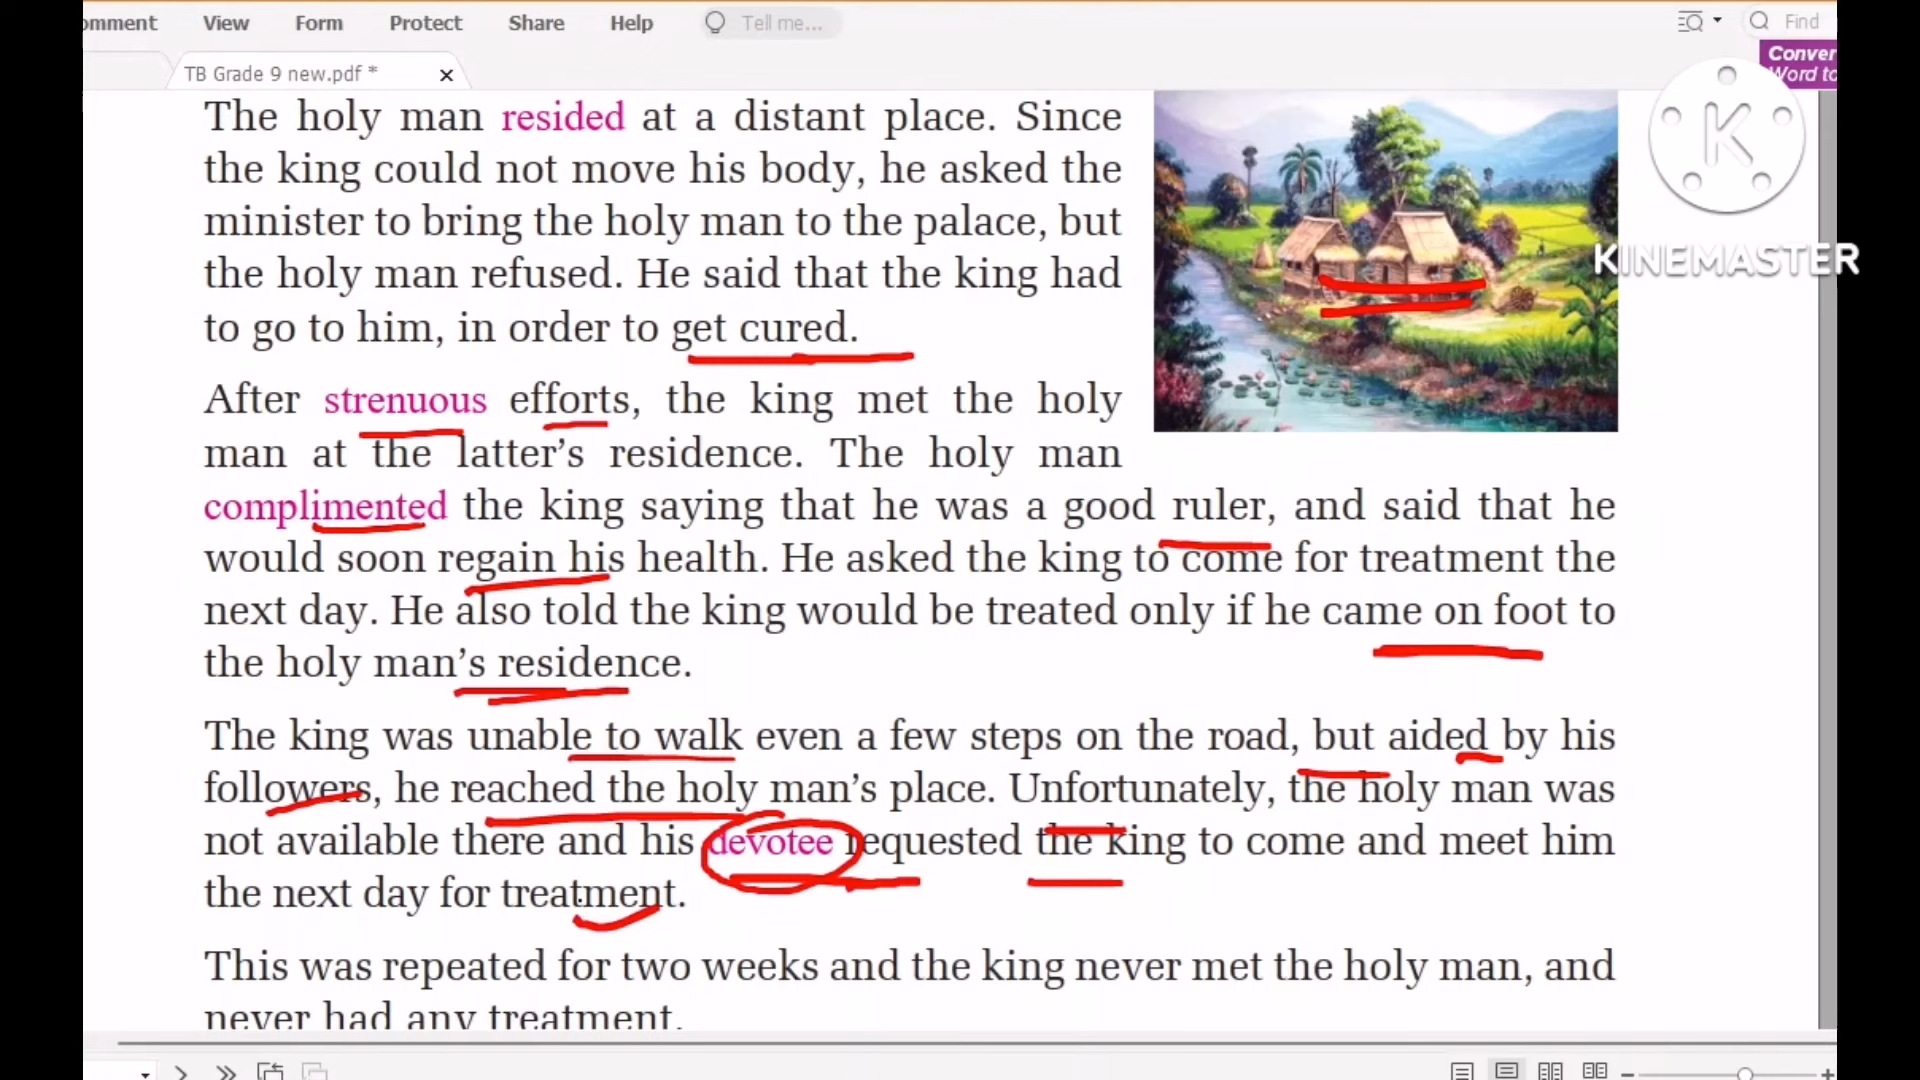 omment View Form Protect Share Help Tell me... Find
Conver
Word to
TB Grade 9 new.pdf *
KINEMASTER
The holy man resided at a distant place. Since
the king could not move his body, he asked the
minister to bring the holy man to the palace, but
the holy man refused. He said that the king had
to go to him, in order to get cured.
After strenuous efforts, the king met the holy
man at the latter's residence. The holy man
complimented the king saying that he was a good ruler, and said that he
would soon regain his health. He asked the king to come for treatment the
next day. He also told the king would be treated only if he came on foot to
the holy man's residence.
The king was unable to walk even a few steps on the road, but aided by his
followers, he reached the holy man's place. Unfortunately, the holy man was
not available there and his devotee requested the king to come and meet him
the next day for treatment.
This was repeated for two weeks and the king never met the holy man, and
never had any treatment.